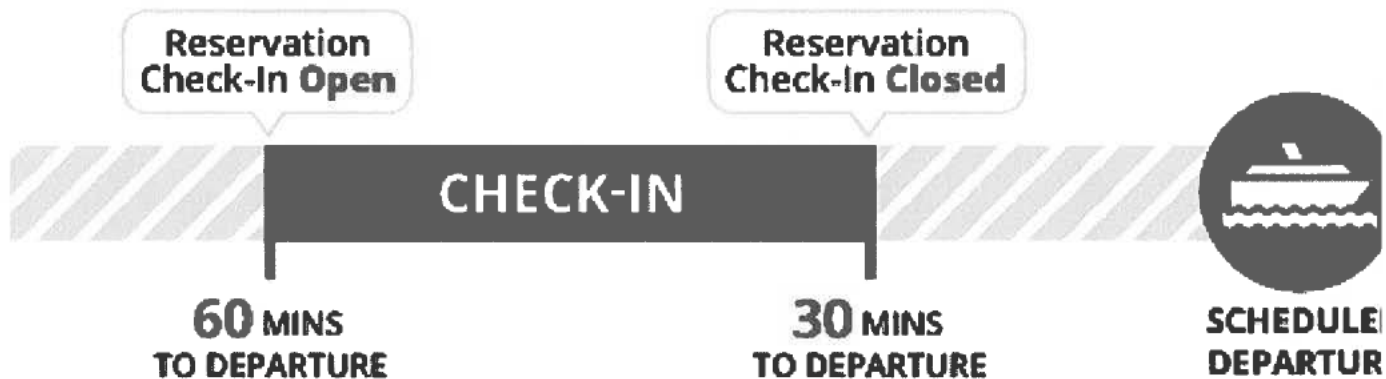 Reservation
Check-In Open
Reservation
Check-In Closed
CHECK-IN
60 MINS
TO DEPARTURE
30 MINS
TO DEPARTURE
SCHEDULE
DEPARTUR